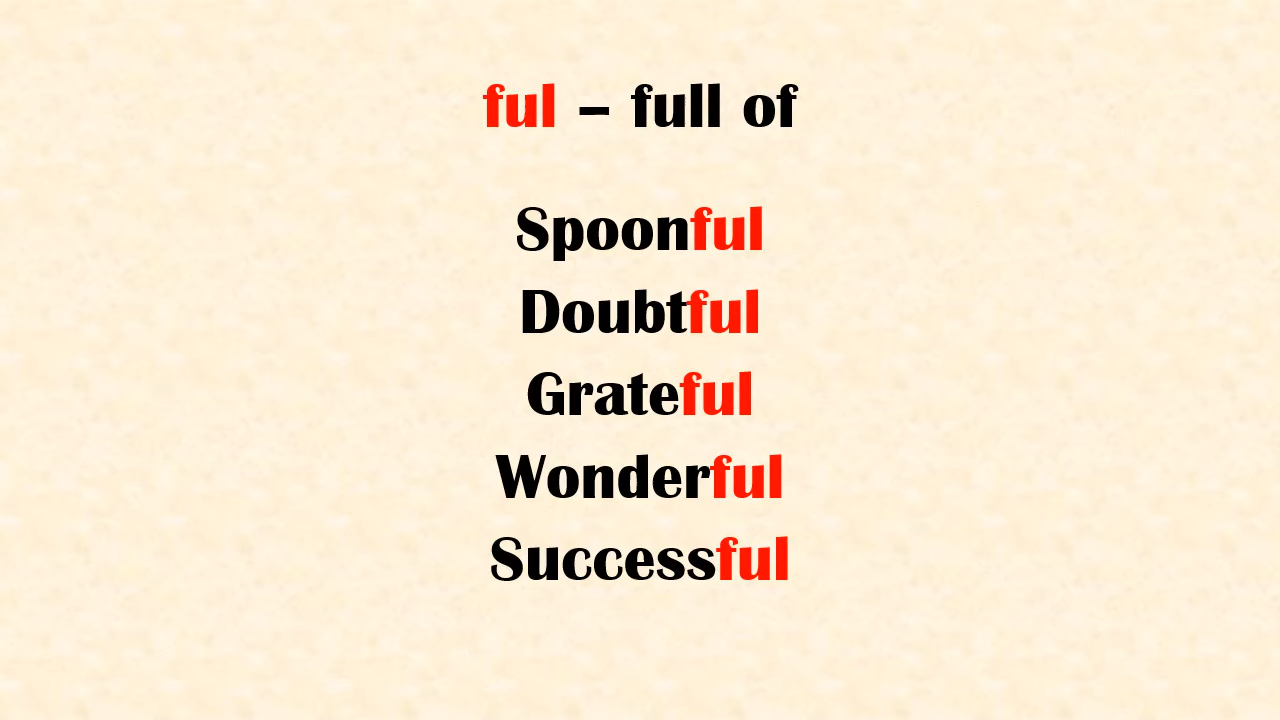 ful – full of
Spoonful
Doubtful
Grateful
Wonderful
Successful